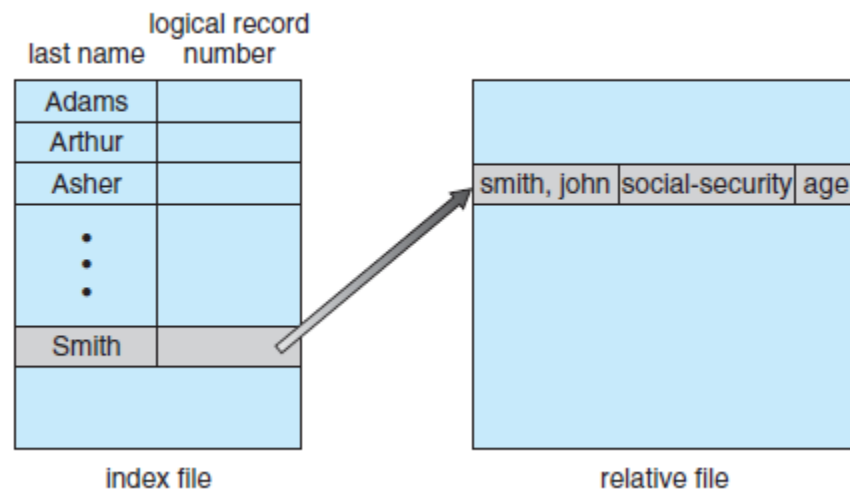 logical record
last name number
Adams
Arthur
Asher
Smith
smith, john social-security age
index file relative file